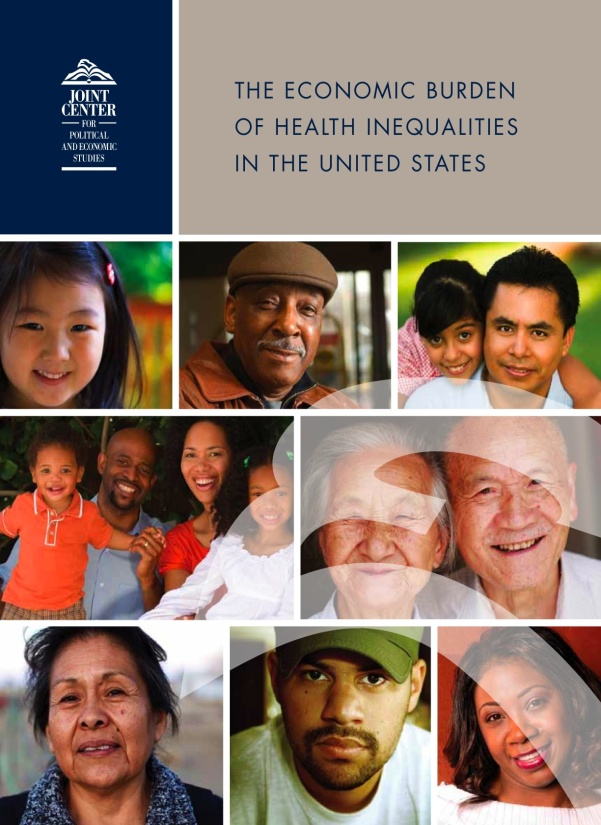 JOINT
CENTER
FOR
POLITICAL
AND ECONOMIC
STUDIES
THE ECONOMIC BURDEN
OF HEALTH INEQUALITIES
IN THE UNITED STATES